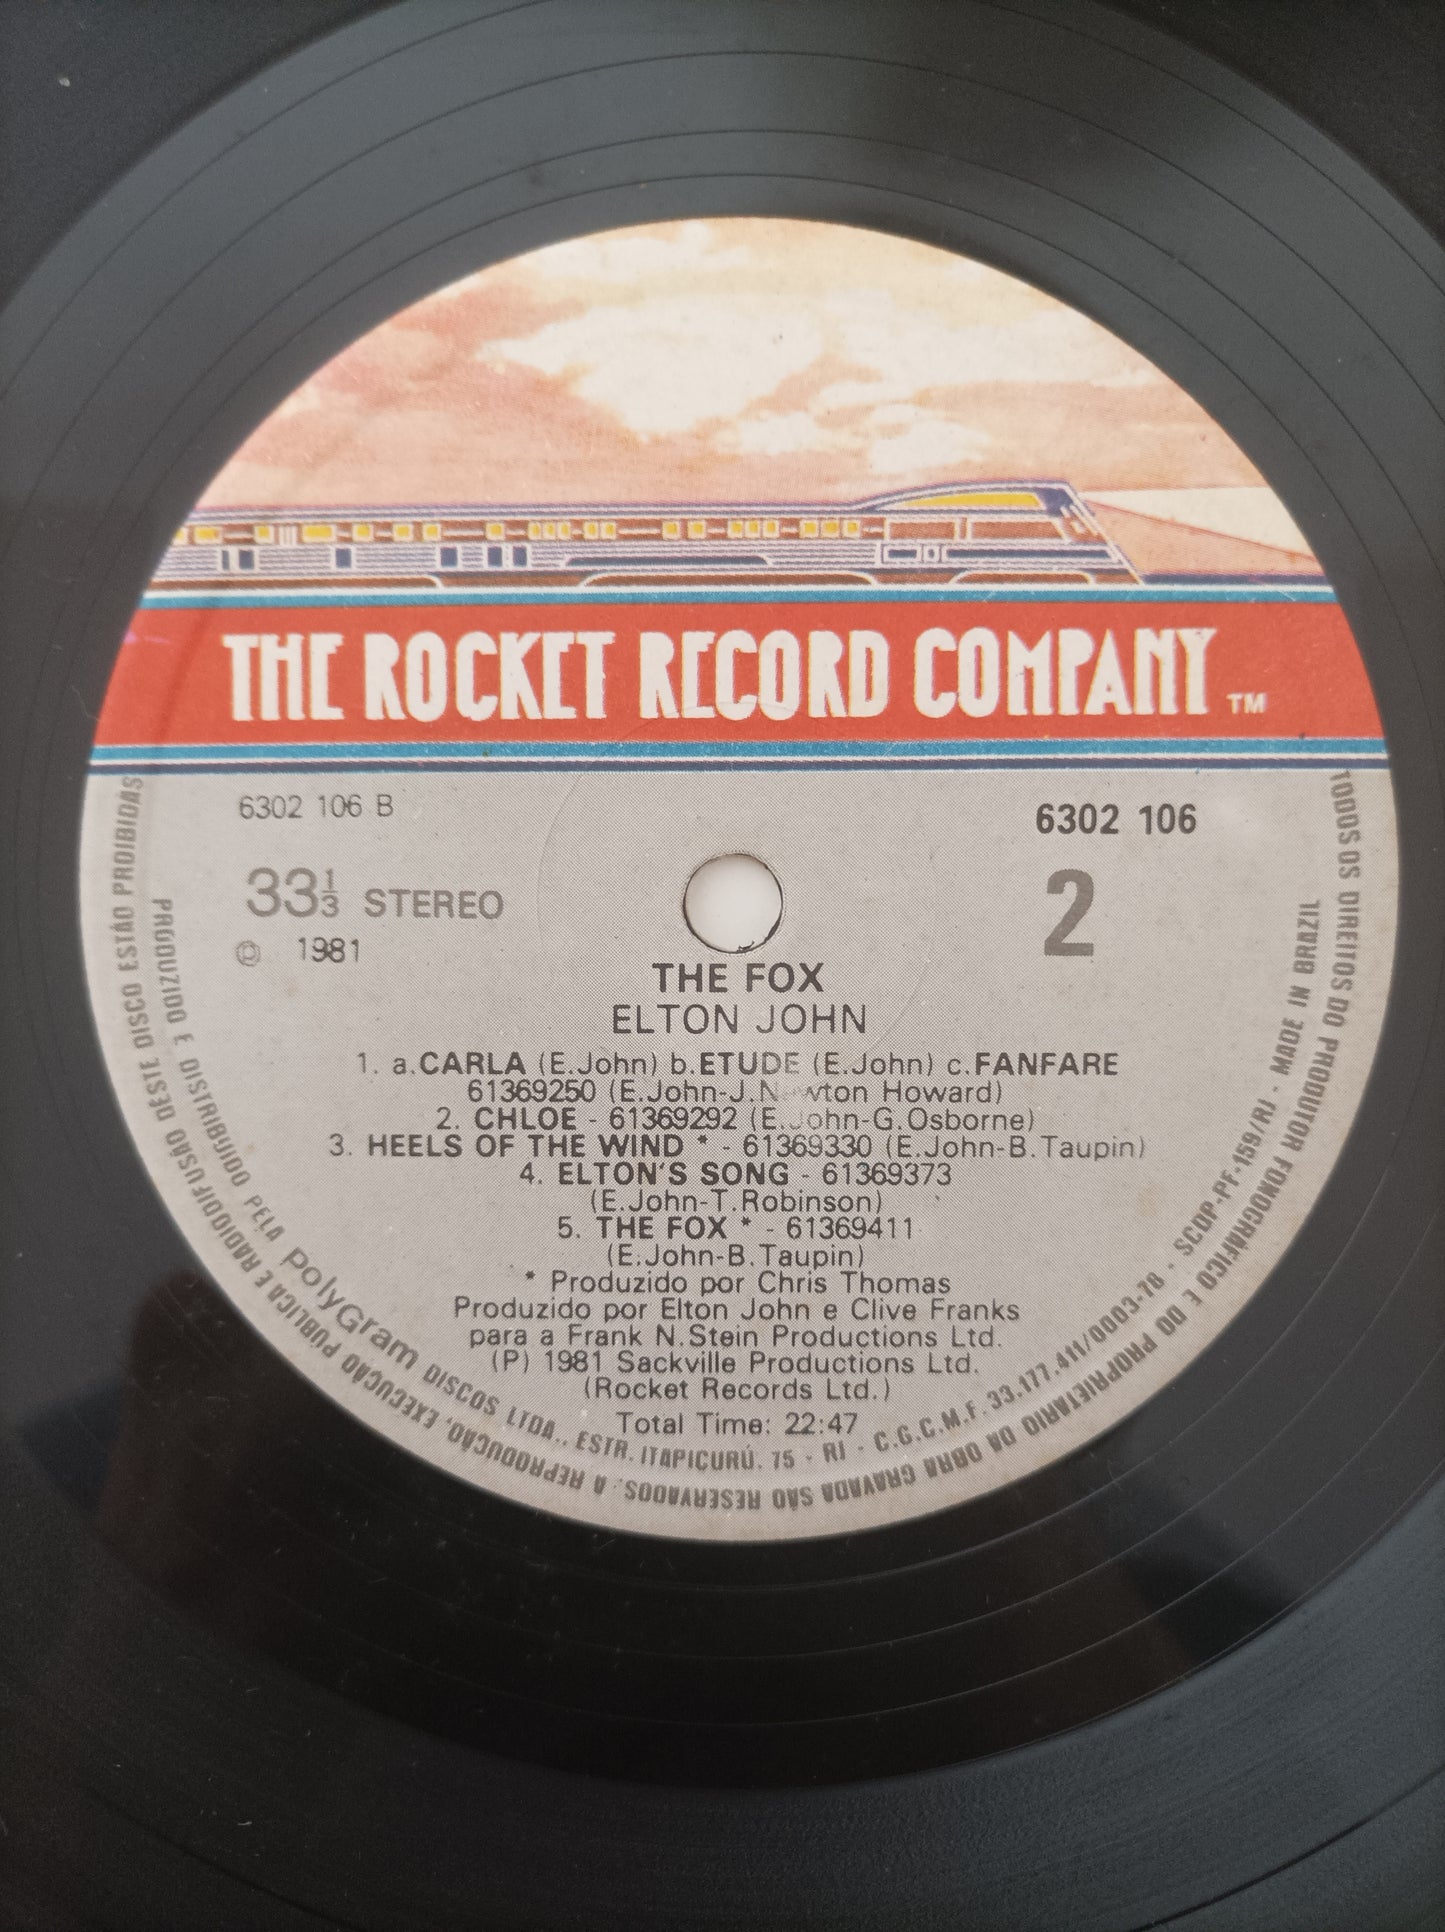 THE ROCKET RECORD COMPANY TM
6302 106 B
6302 106
33 1/3 STEREO
2
Ⓟ 1981
THE FOX
ELTON JOHN
1. a.CARLA (E.John) b.ETUDE (E.John) c.FANFARE
61369250 (E.John-J.Newton Howard)
2. CHLOE - 61369292 (E.John-G.Osborne)
3. HEELS OF THE WIND * - 61369330 (E.John-B.Taupin)
4. ELTON'S SONG - 61369373
(E.John-T.Robinson)
5. THE FOX * - 61369411
(E.John-B.Taupin)
* Produzido por Chris Thomas
Produzido por Elton John e Clive Franks
para a Frank N.Stein Productions Ltd.
(P) 1981 Sackville Productions Ltd.
(Rocket Records Ltd.)
Total Time: 22:47
PRODUZIDO E DISTRIBUIDO PELA PolyGram DISCOS LTDA., ESTR. ITAPICURÚ. 75 - RJ - C.G.C.M.F. 33.177.411/0003-78 - SCDP-PF-159/RJ - MADE IN BRAZIL
TODOS OS DIREITOS DO PRODUTOR FONOGRÁFICO E DO PROPRIETARIO DA OBRA GRAVADA SÃO RESERVADOS. A REPRODUÇÃO, EXECUÇÃO PÚBLICA E RADIODIFUSÃO DESTE DISCO ESTÃO PROIBIDAS